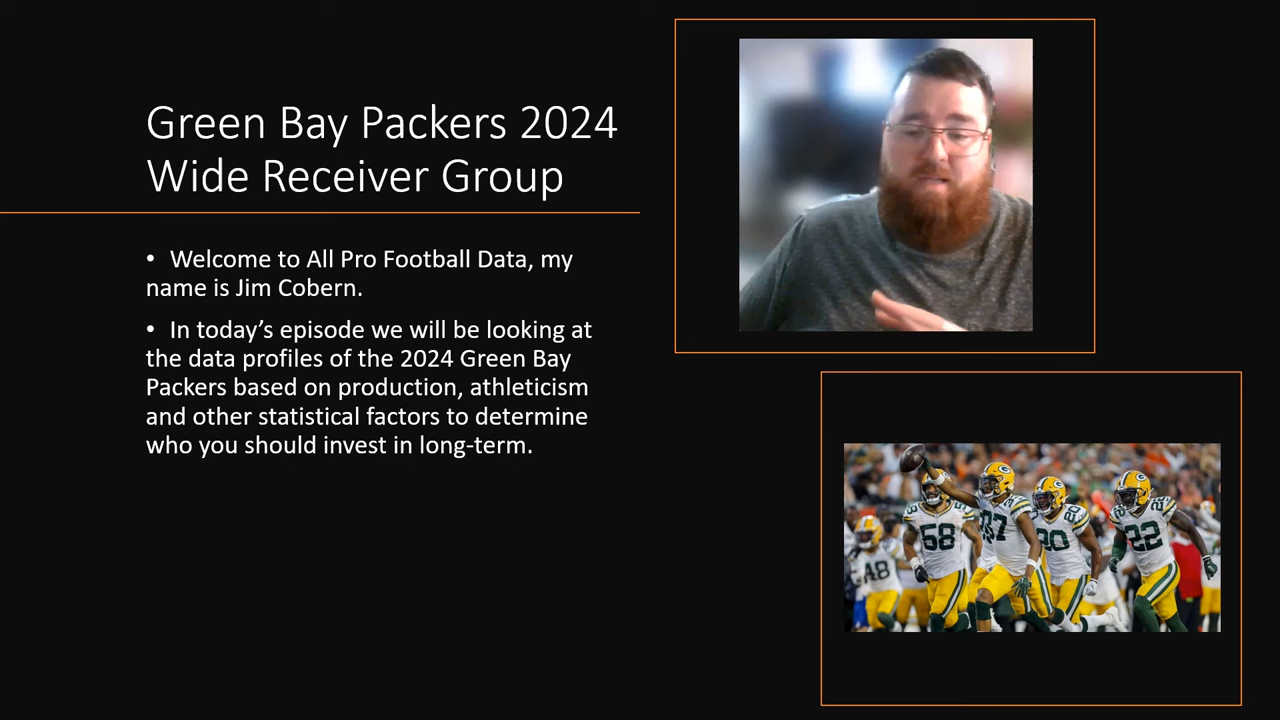 Green Bay Packers 2024
Wide Receiver Group
• Welcome to All Pro Football Data, my
name is Jim Cobern.
• In today’s episode we will be looking at
the data profiles of the 2024 Green Bay
Packers based on production, athleticism
and other statistical factors to determine
who you should invest in long-term.
48
58
37
20
22